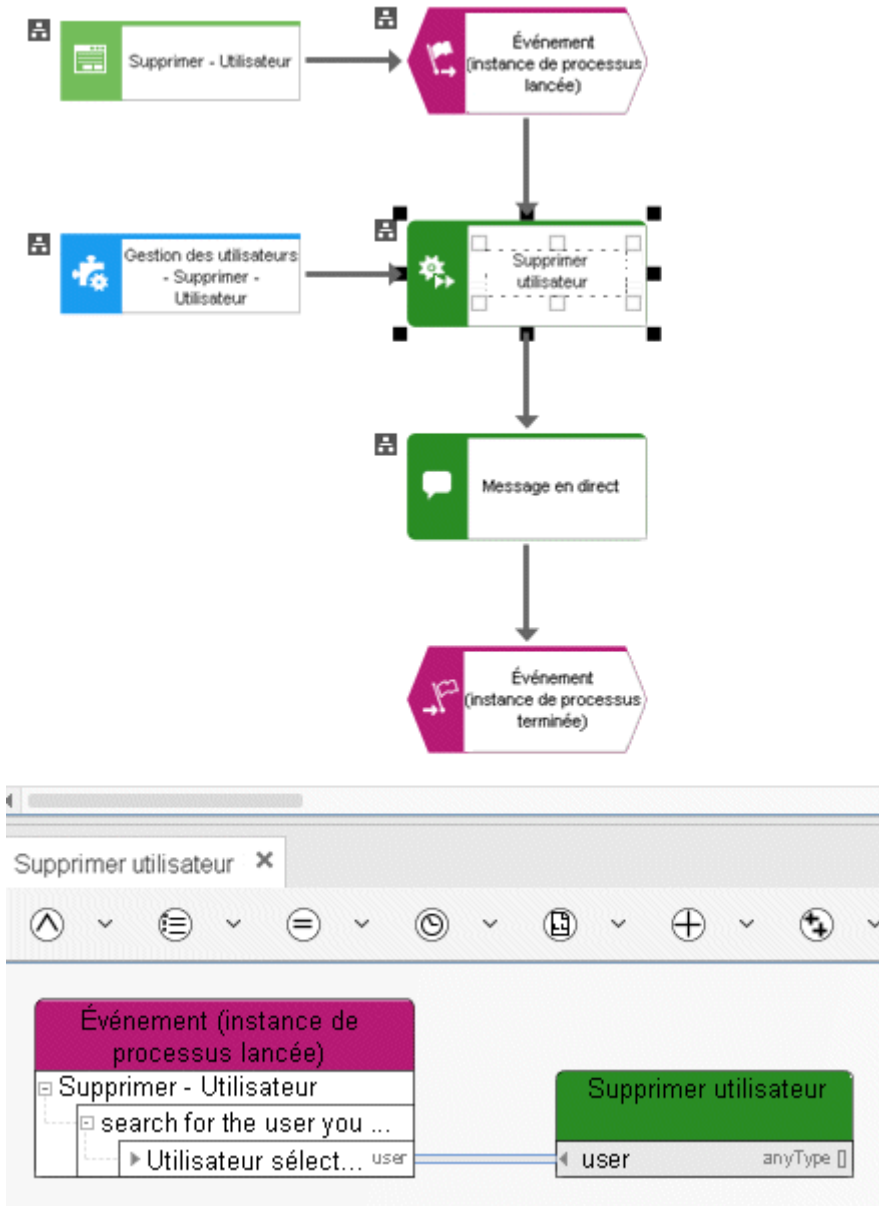 Supprimer - Utilisateur
Événement
(instance de processus
lancée)
Gestion des utilisateurs
- Supprimer -
Utilisateur
Supprimer
utilisateur
Message en direct
Événement
(instance de processus
terminée)
Supprimer utilisateur
Événement (instance de
processus lancée)
Supprimer - Utilisateur
search for the user you ...
Utilisateur sélect... user
Supprimer utilisateur
user anyType []